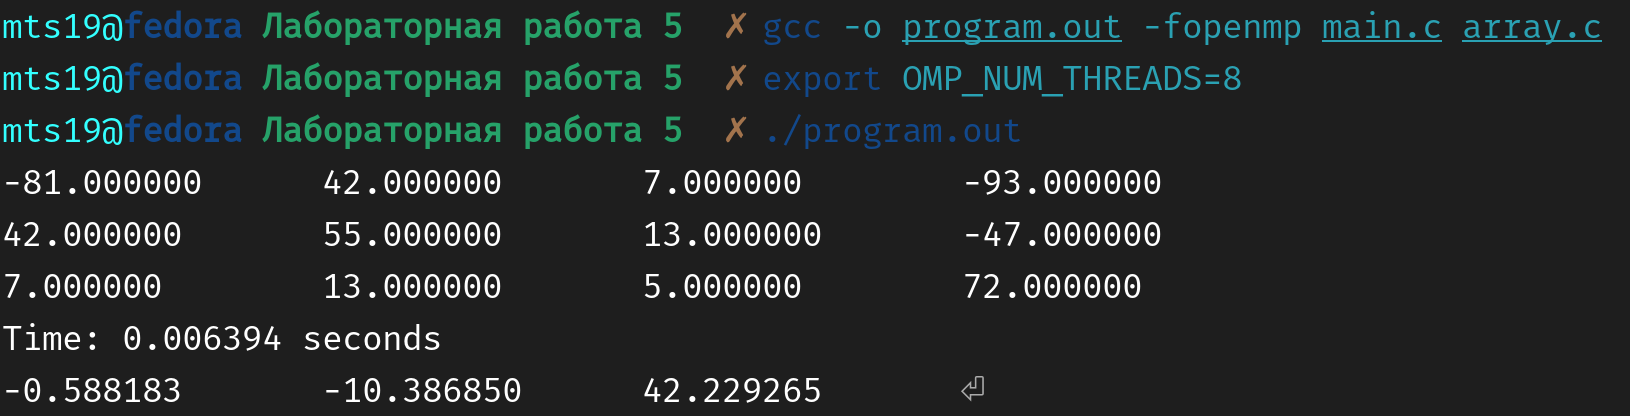 mts19@fedora Лабораторная работа 5 ✗ gcc -o program.out -fopenmp main.c array.c
mts19@fedora Лабораторная работа 5 ✗ export OMP_NUM_THREADS=8
mts19@fedora Лабораторная работа 5 ✗ ./program.out
-81.000000 42.000000 7.000000 -93.000000
42.000000 55.000000 13.000000 -47.000000
7.000000 13.000000 5.000000 72.000000
Time: 0.006394 seconds
-0.588183 -10.386850 42.229265 ⏎